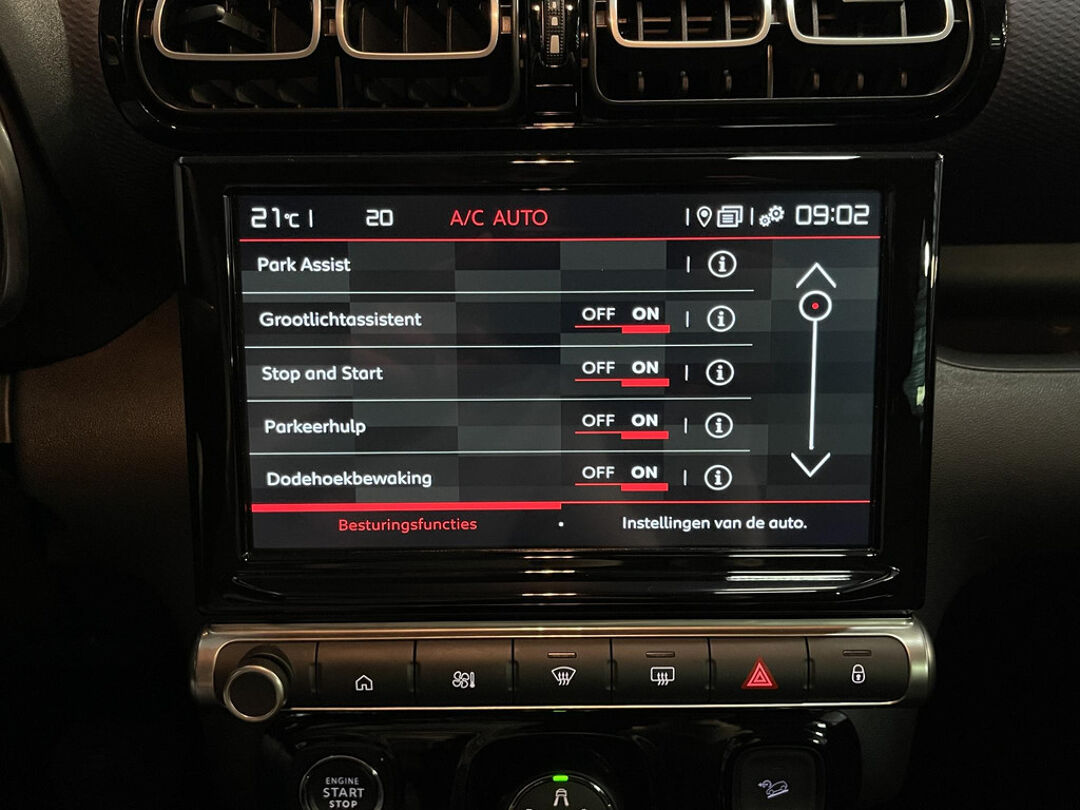 21°C 20 A/C AUTO 09:02
Park Assist
Grootlichtassistent OFF ON
Stop and Start OFF ON
Parkeerhulp OFF ON
Dodehoekbewaking OFF ON
Besturingsfuncties Instellingen van de auto.
ENGINE
START
STOP